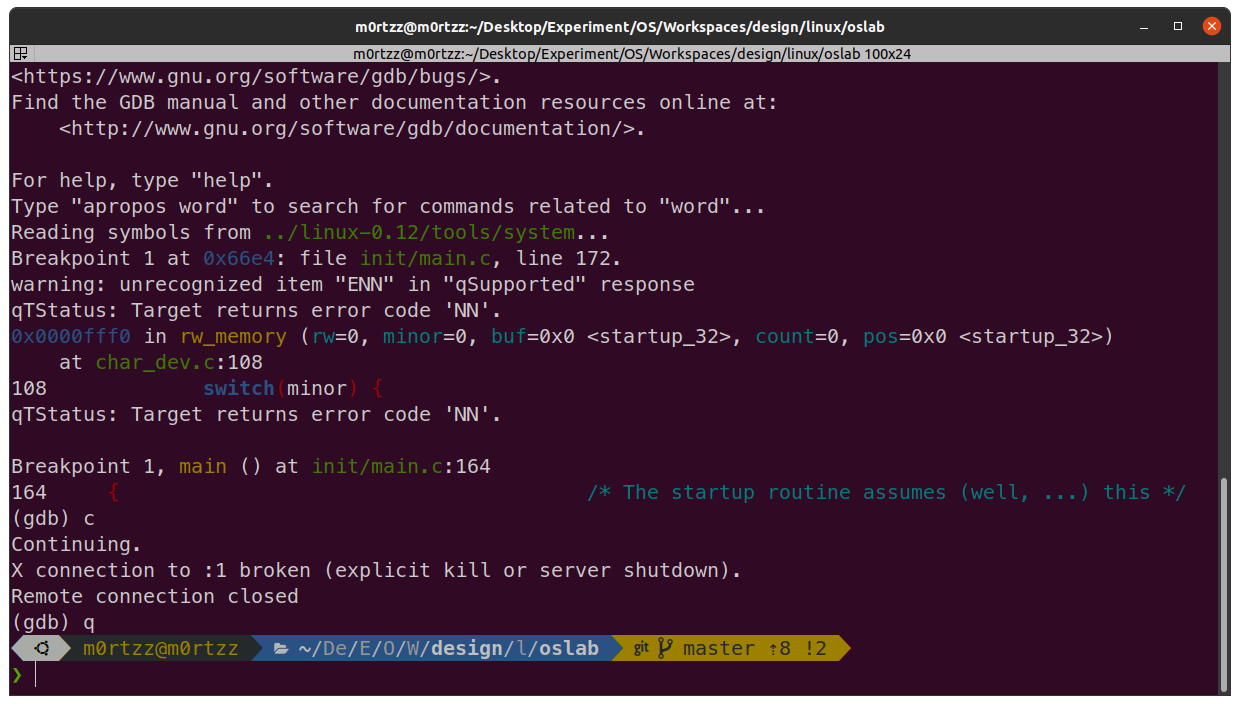 m0rtzz@m0rtzz:~/Desktop/Experiment/OS/Workspaces/design/linux/oslab
m0rtzz@m0rtzz:~/Desktop/Experiment/OS/Workspaces/design/linux/oslab 100x24
<https://www.gnu.org/software/gdb/bugs/>.
Find the GDB manual and other documentation resources online at:
    <http://www.gnu.org/software/gdb/documentation/>.

For help, type "help".
Type "apropos word" to search for commands related to "word"...
Reading symbols from ../linux-0.12/tools/system...
Breakpoint 1 at 0x66e4: file init/main.c, line 172.
warning: unrecognized item "ENN" in "qSupported" response
qTStatus: Target returns error code 'NN'.
0x0000fff0 in rw_memory (rw=0, minor=0, buf=0x0 <startup_32>, count=0, pos=0x0 <startup_32>)
    at char_dev.c:108
108             switch(minor) {
qTStatus: Target returns error code 'NN'.

Breakpoint 1, main () at init/main.c:164
164     {                                       /* The startup routine assumes (well, ...) this */
(gdb) c
Continuing.
X connection to :1 broken (explicit kill or server shutdown).
Remote connection closed
(gdb) q
m0rtzz@m0rtzz ~/De/E/O/W/design/l/oslab git master ⇡8 !2
❯